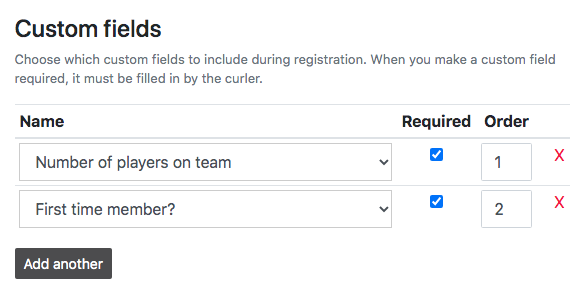 Custom fields
Choose which custom fields to include during registration. When you make a custom field
required, it must be filled in by the curler.
Name Required Order
Number of players on team 1 X
First time member? 2 X
Add another